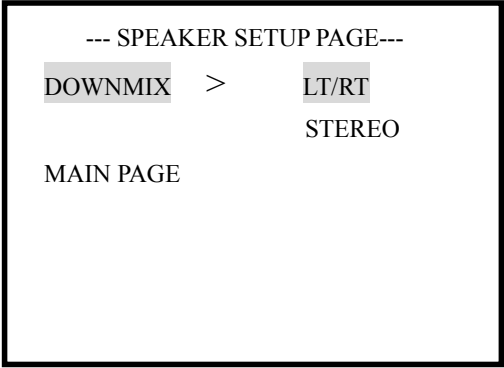 --- SPEAKER SETUP PAGE---
DOWNMIX > LT/RT
STEREO
MAIN PAGE